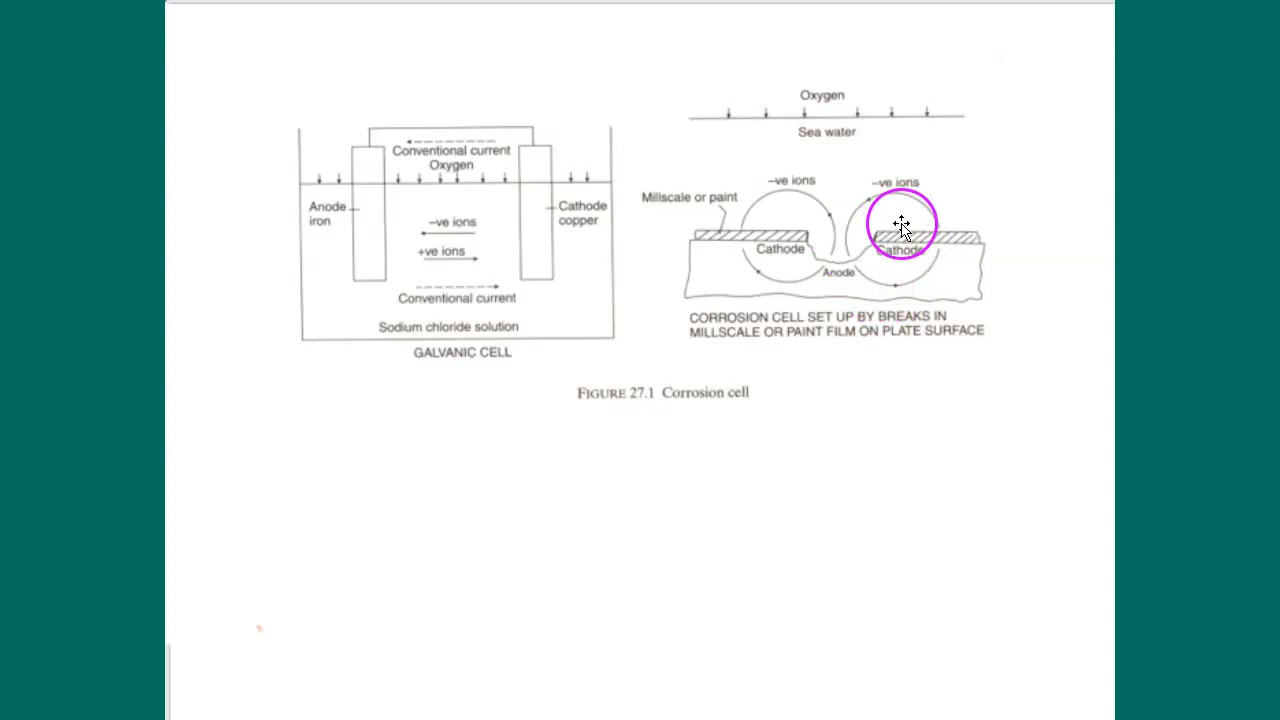 Conventional current
Oxygen
Anode
iron
Cathode
copper
–ve ions
+ve ions
Conventional current
Sodium chloride solution
GALVANIC CELL
Oxygen
Sea water
–ve ions
–ve ions
Millscale or paint
Cathode
Cathode
Anode
CORROSION CELL SET UP BY BREAKS IN
MILLSCALE OR PAINT FILM ON PLATE SURFACE
FIGURE 27.1 Corrosion cell